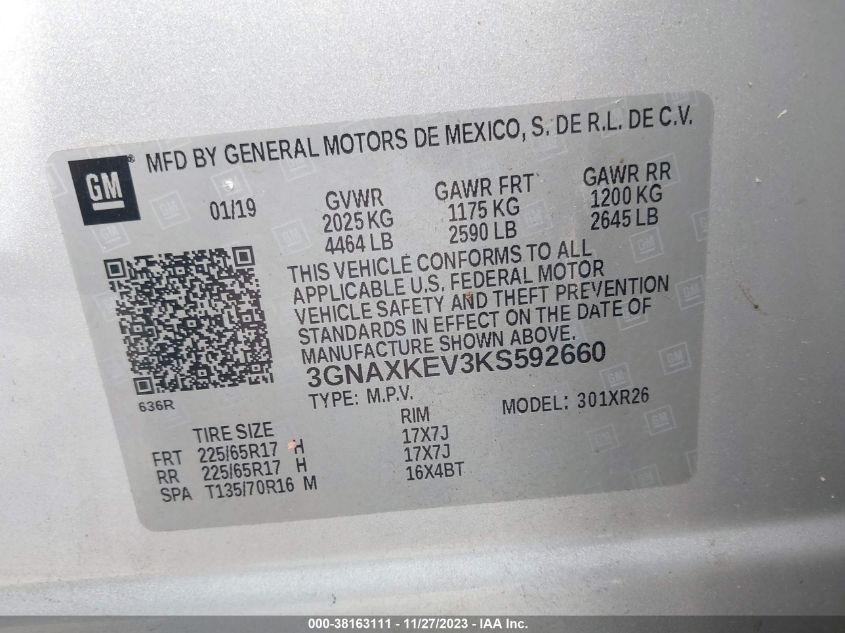 GM ® MFD BY GENERAL MOTORS DE MEXICO, S. DE R.L. DE C.V.
01/19
GVWR
2025 KG
4464 LB
GAWR FRT
1175 KG
2590 LB
GAWR RR
1200 KG
2645 LB
THIS VEHICLE CONFORMS TO ALL
APPLICABLE U.S. FEDERAL MOTOR
VEHICLE SAFETY AND THEFT PREVENTION
STANDARDS IN EFFECT ON THE DATE OF
MANUFACTURE SHOWN ABOVE.
3GNAXKEV3KS592660
636R
TYPE: M.P.V.
MODEL: 301XR26
TIRE SIZE RIM
FRT 225/65R17 H 17X7J
RR 225/65R17 H 17X7J
SPA T135/70R16 M 16X4BT
000-38163111 - 11/27/2023 - IAA Inc.